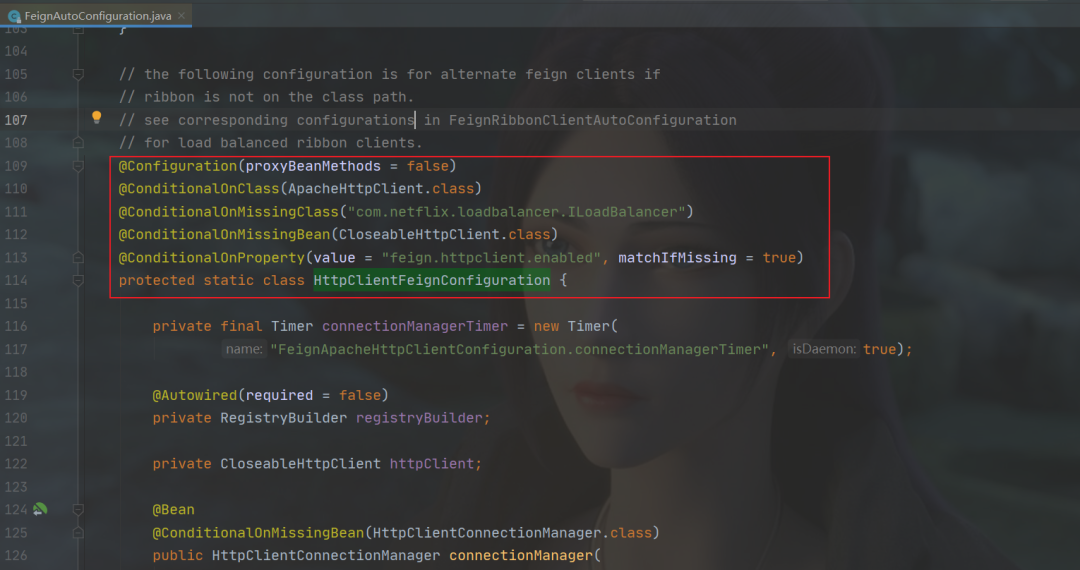 FeignAutoConfiguration.java ×
103 }
104
105 // the following configuration is for alternate feign clients if
106 // ribbon is not on the class path.
107 // see corresponding configurations in FeignRibbonClientAutoConfiguration
108 // for load balanced ribbon clients.
109 @Configuration(proxyBeanMethods = false)
110 @ConditionalOnClass(ApacheHttpClient.class)
111 @ConditionalOnMissingClass("com.netflix.loadbalancer.ILoadBalancer")
112 @ConditionalOnMissingBean(CloseableHttpClient.class)
113 @ConditionalOnProperty(value = "feign.httpclient.enabled", matchIfMissing = true)
114 protected static class HttpClientFeignConfiguration {
115
116 private final Timer connectionManagerTimer = new Timer(
117 name: "FeignApacheHttpClientConfiguration.connectionManagerTimer", isDaemon: true);
118
119 @Autowired(required = false)
120 private RegistryBuilder registryBuilder;
121
122 private CloseableHttpClient httpClient;
123
124 @Bean
125 @ConditionalOnMissingBean(HttpClientConnectionManager.class)
126 public HttpClientConnectionManager connectionManager(